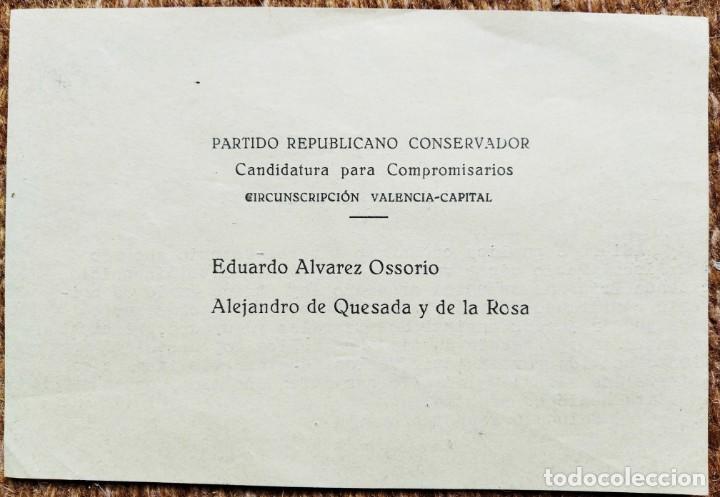 PARTIDO REPUBLICANO CONSERVADOR
Candidatura para Compromisarios
CIRCUNSCRIPCIÓN VALENCIA-CAPITAL
Eduardo Alvarez Ossorio
Alejandro de Quesada y de la Rosa
todocoleccion.net